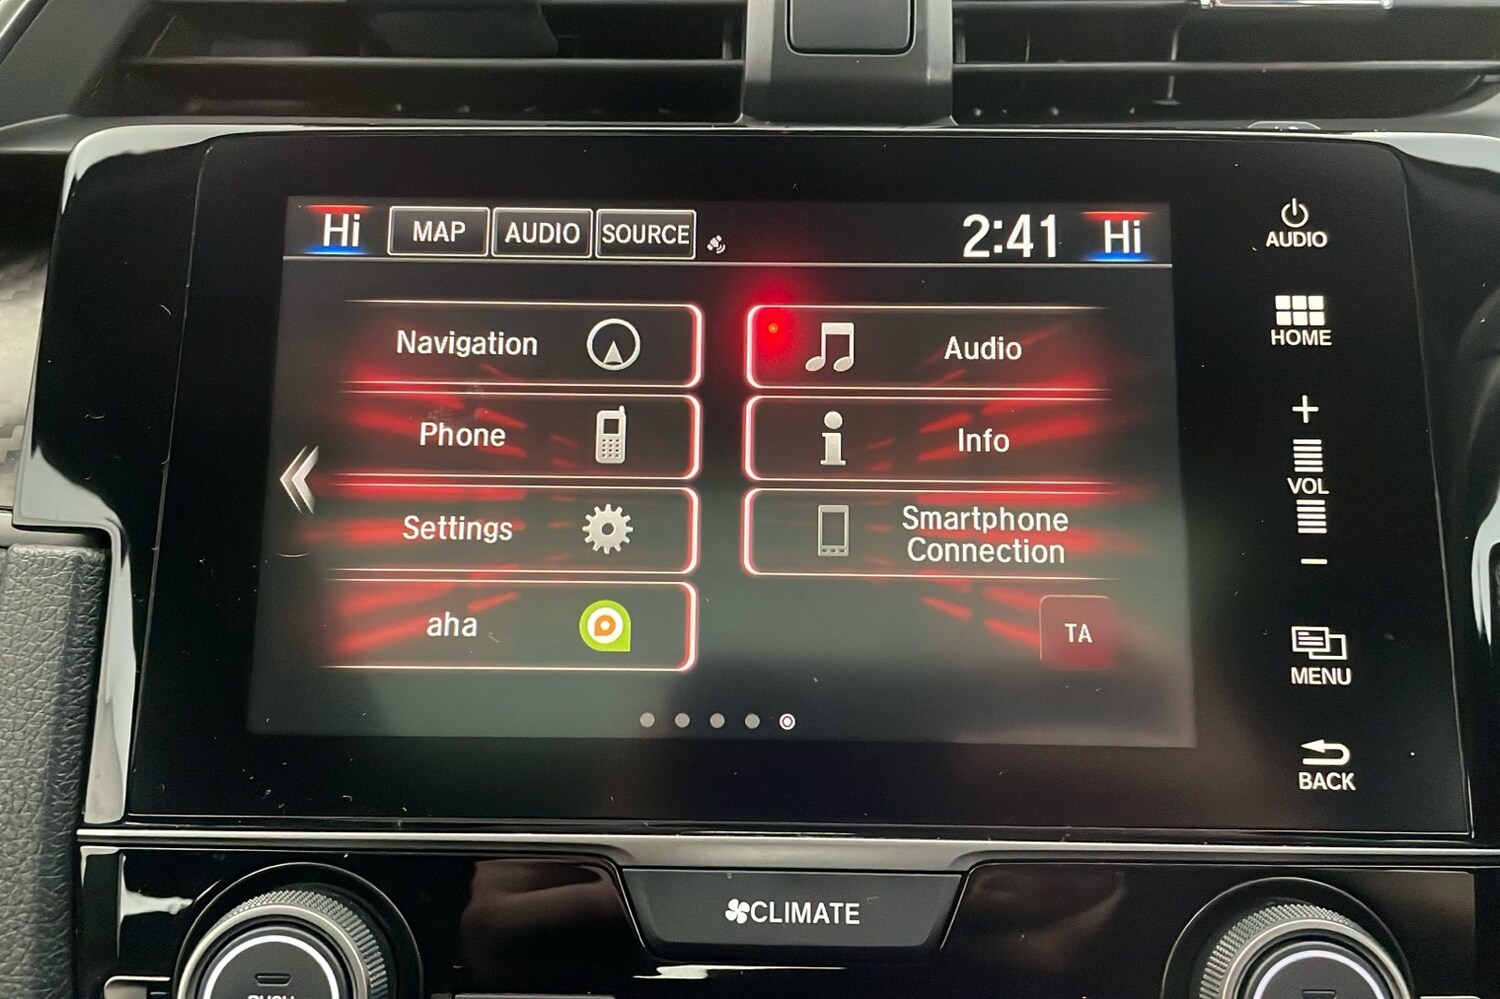 Hi MAP AUDIO SOURCE 2:41 Hi
Navigation
Audio
Phone
Info
Settings
Smartphone
Connection
aha
TA
AUDIO
HOME
+
VOL
−
MENU
BACK
CLIMATE
PUSH